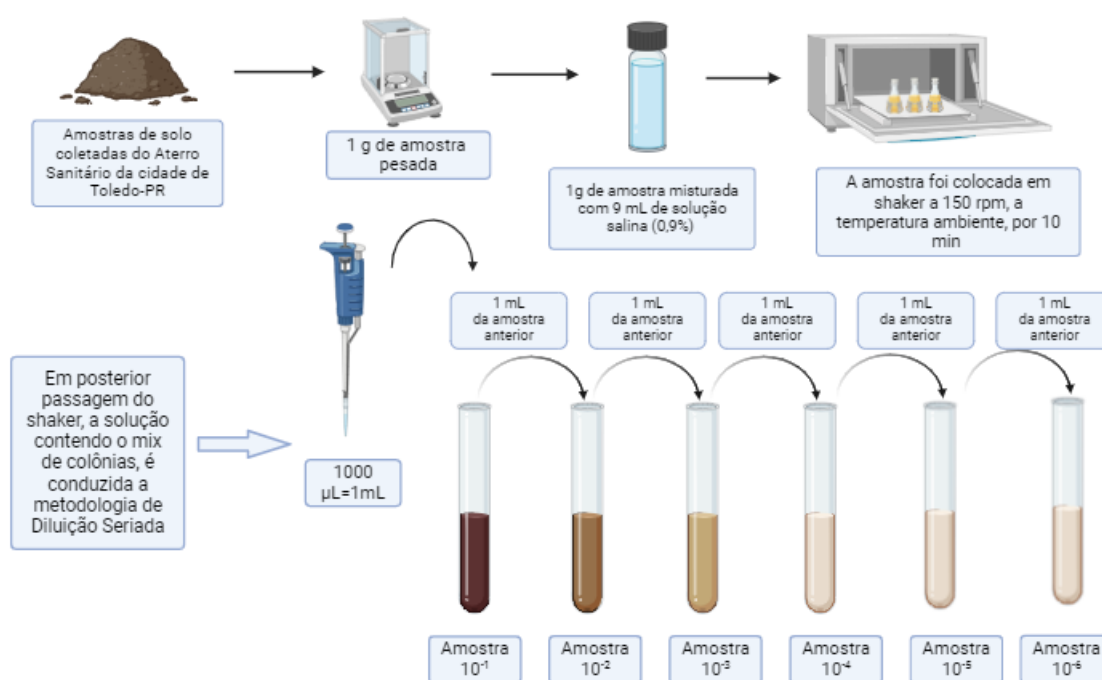 Amostras de solo
coletadas do Aterro
Sanitário da cidade de
Toledo-PR
1 g de amostra
pesada
1g de amostra misturada
com 9 mL de solução
salina (0,9%)
A amostra foi colocada em
shaker a 150 rpm, a
temperatura ambiente, por 10
min
Em posterior
passagem do
shaker, a solução
contendo o mix
de colônias, é
conduzida a
metodologia de
Diluição Seriada
1000
µL=1mL
1 mL
da amostra
anterior
1 mL
da amostra
anterior
1 mL
da amostra
anterior
1 mL
da amostra
anterior
1 mL
da amostra
anterior
Amostra
10⁻¹
Amostra
10⁻²
Amostra
10⁻³
Amostra
10⁻⁴
Amostra
10⁻⁵
Amostra
10⁻⁶